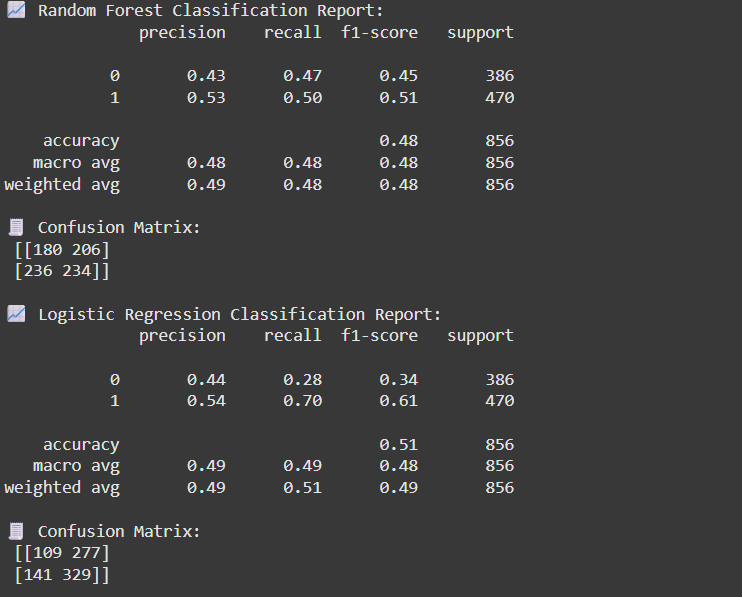 📈 Random Forest Classification Report:
              precision    recall  f1-score   support

           0       0.43      0.47      0.45       386
           1       0.53      0.50      0.51       470

    accuracy                           0.48       856
   macro avg       0.48      0.48      0.48       856
weighted avg       0.49      0.48      0.48       856

🧾 Confusion Matrix:
 [[180 206]
 [236 234]]

📈 Logistic Regression Classification Report:
              precision    recall  f1-score   support

           0       0.44      0.28      0.34       386
           1       0.54      0.70      0.61       470

    accuracy                           0.51       856
   macro avg       0.49      0.49      0.48       856
weighted avg       0.49      0.51      0.49       856

🧾 Confusion Matrix:
 [[109 277]
 [141 329]]